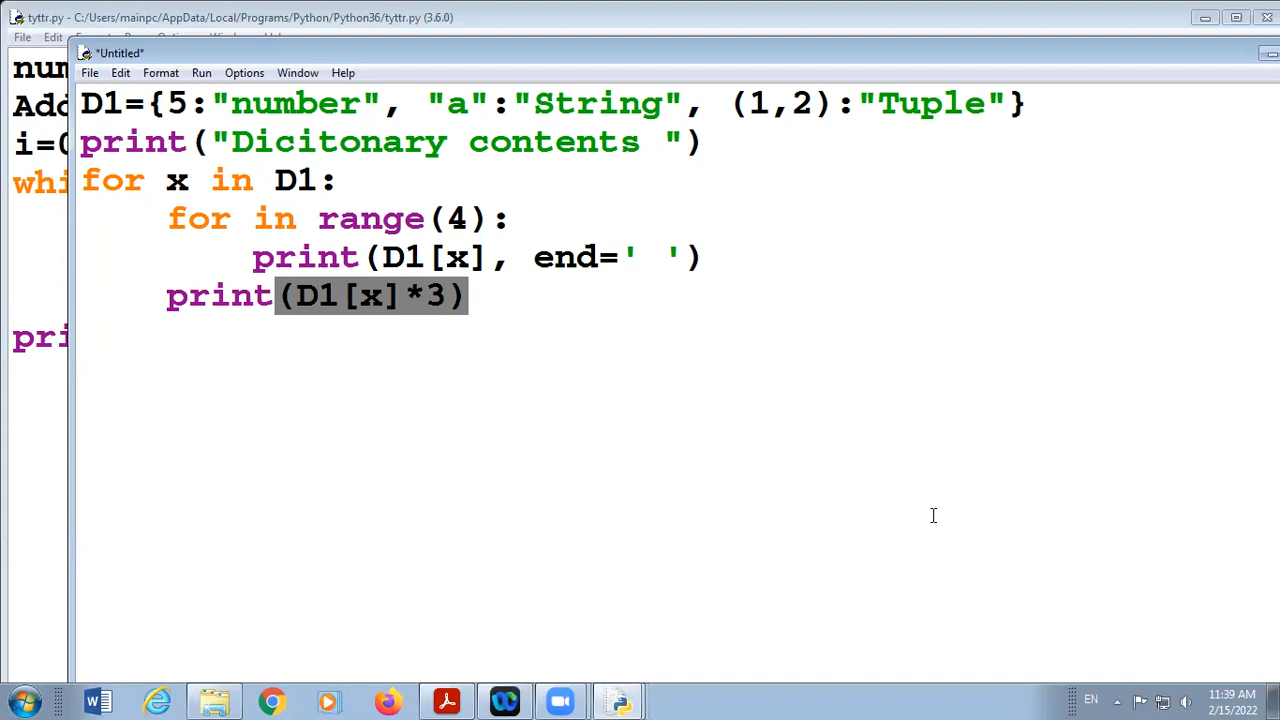 tyttr.py - C:/Users/mainpc/AppData/Local/Programs/Python/Python36/tyttr.py (3.6.0)
File Edit
*Untitled*
File Edit Format Run Options Window Help
D1={5:"number", "a":"String", (1,2):"Tuple"}
print("Dicitonary contents ")
for x in D1:
for in range(4):
print(D1[x], end=' ')
print(D1[x]*3)
num
Add
i=0
whi
pri
EN
11:39 AM
2/15/2022